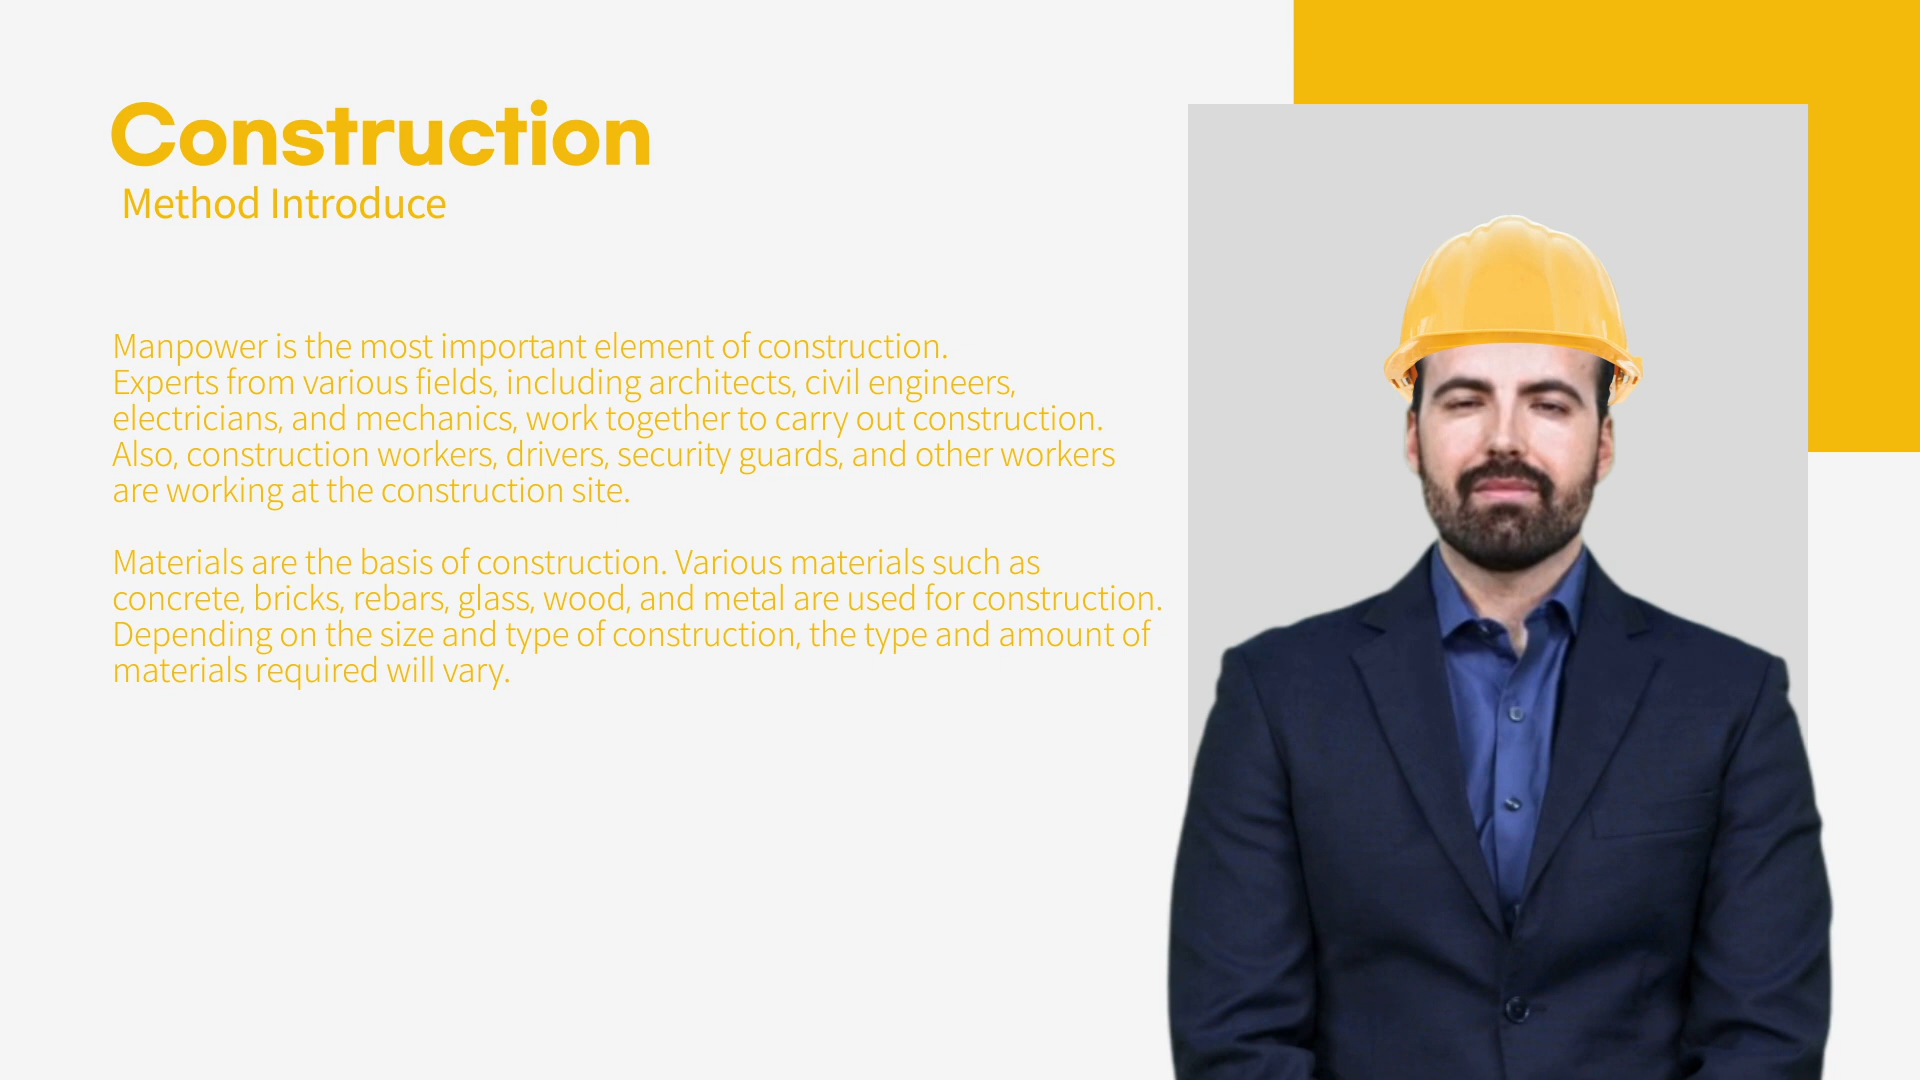 Construction
Method Introduce
Manpower is the most important element of construction.
Experts from various fields, including architects, civil engineers,
electricians, and mechanics, work together to carry out construction.
Also, construction workers, drivers, security guards, and other workers
are working at the construction site.
Materials are the basis of construction. Various materials such as
concrete, bricks, rebars, glass, wood, and metal are used for construction.
Depending on the size and type of construction, the type and amount of
materials required will vary.